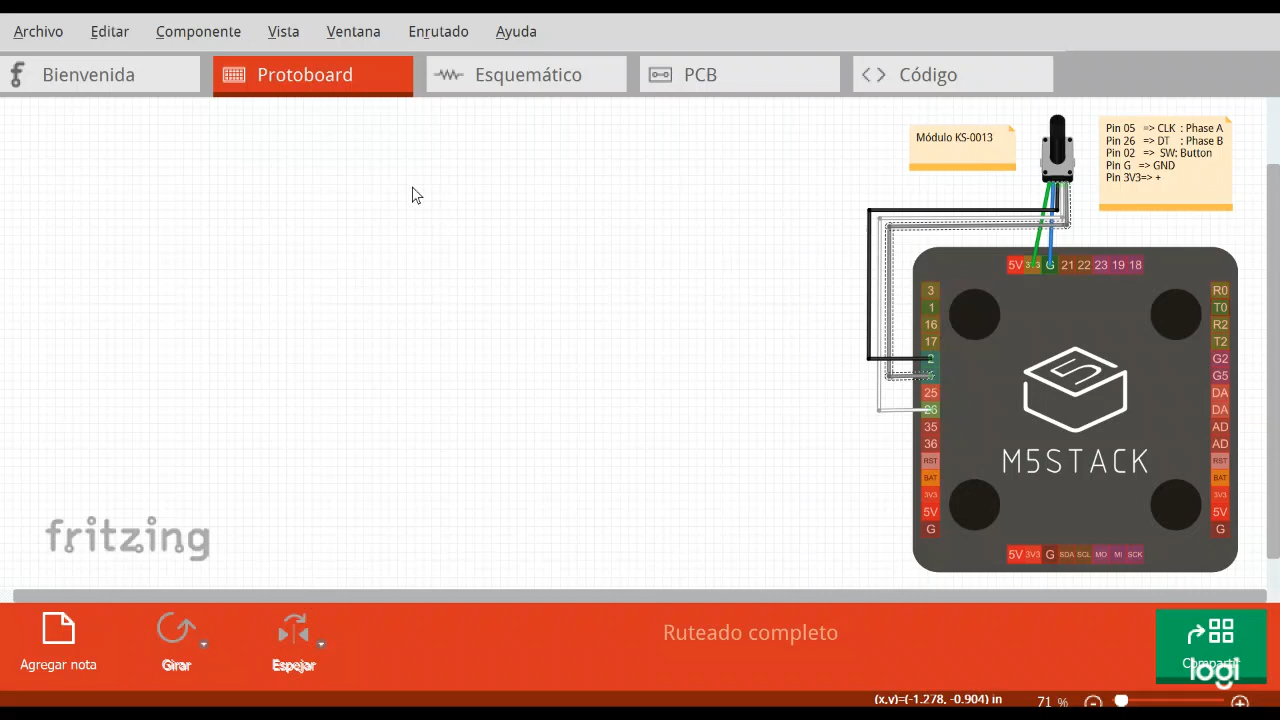 Archivo Editar Componente Vista Ventana Enrutado Ayuda
Bienvenida Protoboard Esquemático PCB Código
Módulo KS-0013
Pin 05 => CLK : Phase A
Pin 26 => DT : Phase B
Pin 02 => SW: Button
Pin G => GND
Pin 3V3=> +
5V 3V3 G 21 22 23 19 18
3 R0
1 T0
16 R2
17 T2
2 G2
G5
25 DA
26 DA
35 AD
36 AD
RST RST
BAT BAT
3V3 3V3
5V 5V
G G
M5STACK
5V 3V3 G SDA SCL MO MI SCK
fritzing
Ruteado completo
Agregar nota Girar Espejar Compartir
logi
(x,y)=(-1.278, -0.904) in 71 %